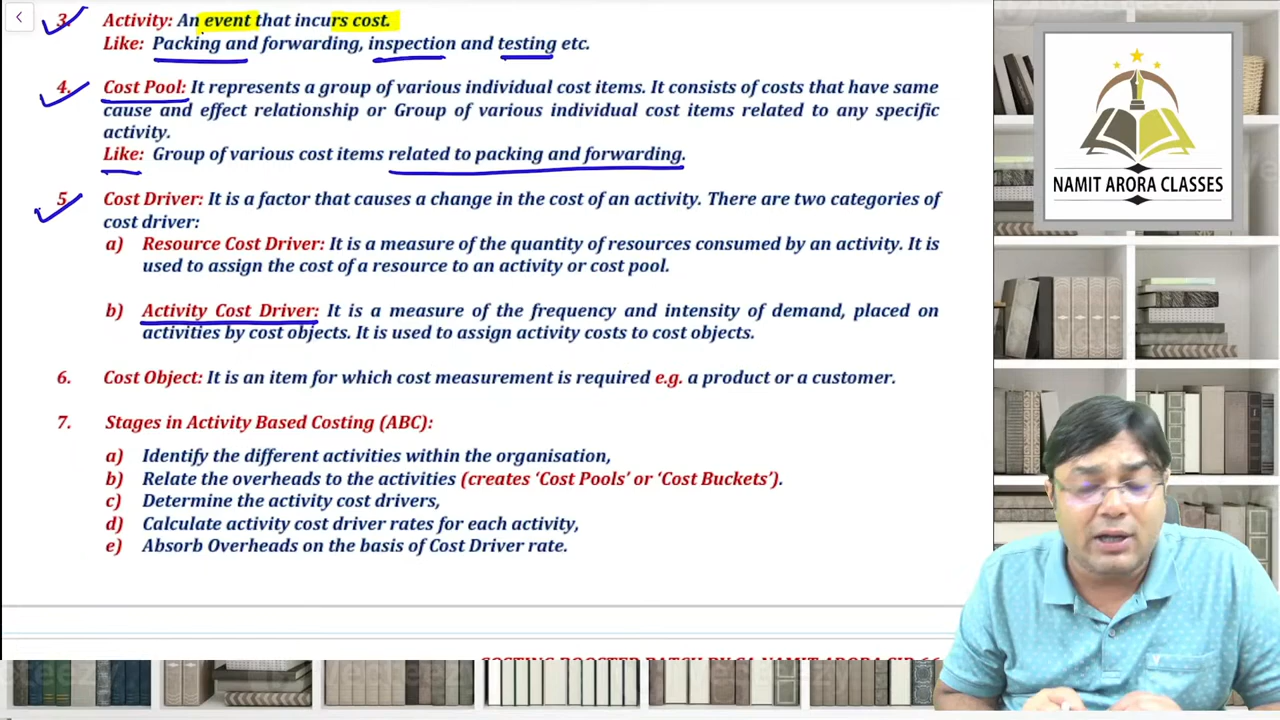 3. Activity: An event that incurs cost.
Like: Packing and forwarding, inspection and testing etc.
4. Cost Pool: It represents a group of various individual cost items. It consists of costs that have same
cause and effect relationship or Group of various individual cost items related to any specific
activity.
Like: Group of various cost items related to packing and forwarding.
5. Cost Driver: It is a factor that causes a change in the cost of an activity. There are two categories of
cost driver:
a) Resource Cost Driver: It is a measure of the quantity of resources consumed by an activity. It is
used to assign the cost of a resource to an activity or cost pool.
b) Activity Cost Driver: It is a measure of the frequency and intensity of demand, placed on
activities by cost objects. It is used to assign activity costs to cost objects.
6. Cost Object: It is an item for which cost measurement is required e.g. a product or a customer.
7. Stages in Activity Based Costing (ABC):
a) Identify the different activities within the organisation,
b) Relate the overheads to the activities (creates 'Cost Pools' or 'Cost Buckets').
c) Determine the activity cost drivers,
d) Calculate activity cost driver rates for each activity,
e) Absorb Overheads on the basis of Cost Driver rate.
NAMIT ARORA CLASSES